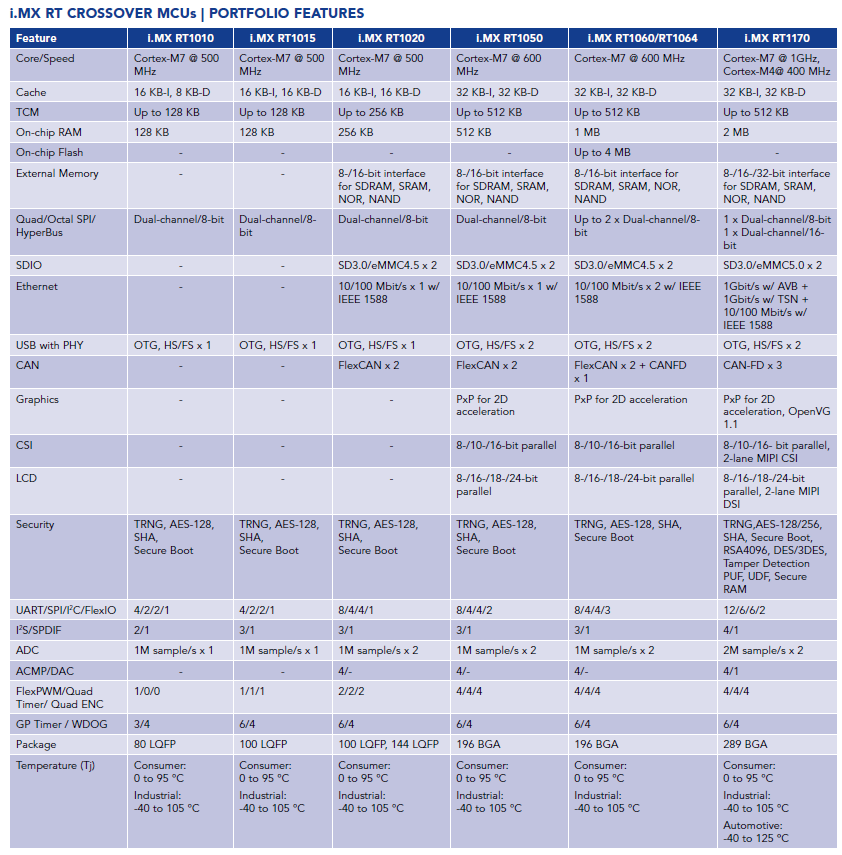 i.MX RT CROSSOVER MCUs | PORTFOLIO FEATURES
Feature i.MX RT1010 i.MX RT1015 i.MX RT1020 i.MX RT1050 i.MX RT1060/RT1064 i.MX RT1170
Core/Speed Cortex-M7 @ 500 Cortex-M7 @ 500 Cortex-M7 @ 500 Cortex-M7 @ 600 Cortex-M7 @ 600 MHz Cortex-M7 @ 1GHz,
MHz MHz MHz MHz Cortex-M4@ 400 MHz
Cache 16 KB-I, 8 KB-D 16 KB-I, 16 KB-D 16 KB-I, 16 KB-D 32 KB-I, 32 KB-D 32 KB-I, 32 KB-D 32 KB-I, 32 KB-D
TCM Up to 128 KB Up to 128 KB Up to 256 KB Up to 512 KB Up to 512 KB Up to 512 KB
On-chip RAM 128 KB 128 KB 256 KB 512 KB 1 MB 2 MB
On-chip Flash - - - - Up to 4 MB -
External Memory - - 8-/16-bit interface 8-/16-bit interface 8-/16-bit interface for 8-/16-/32-bit interface
for SDRAM, SRAM, for SDRAM, SRAM, SDRAM, SRAM, NOR, for SDRAM, SRAM,
NOR, NAND NOR, NAND NAND NOR, NAND
Quad/Octal SPI/ Dual-channel/8-bit Dual-channel/8- Dual-channel/8-bit Dual-channel/8-bit Up to 2 x Dual-channel/8- 1 x Dual-channel/8-bit
HyperBus bit bit 1 x Dual-channel/16-
bit
SDIO - - SD3.0/eMMC4.5 x 2 SD3.0/eMMC4.5 x 2 SD3.0/eMMC4.5 x 2 SD3.0/eMMC5.0 x 2
Ethernet - - 10/100 Mbit/s x 1 w/ 10/100 Mbit/s x 1 w/ 10/100 Mbit/s x 2 w/ IEEE 1Gbit/s w/ AVB +
IEEE 1588 IEEE 1588 1588 1Gbit/s w/ TSN +
10/100 Mbit/s w/
IEEE 1588
USB with PHY OTG, HS/FS x 1 OTG, HS/FS x 1 OTG, HS/FS x 1 OTG, HS/FS x 2 OTG, HS/FS x 2 OTG, HS/FS x 2
CAN - - FlexCAN x 2 FlexCAN x 2 FlexCAN x 2 + CANFD CAN-FD x 3
x 1
Graphics - - - PxP for 2D PxP for 2D acceleration PxP for 2D
acceleration acceleration, OpenVG
1.1
CSI - - - 8-/10-/16-bit parallel 8-/10-/16-bit parallel 8-/10-/16- bit parallel,
2-lane MIPI CSI
LCD - - - 8-/16-/18-/24-bit 8-/16-/18-/24-bit parallel 8-/16-/18-/24-bit
parallel parallel, 2-lane MIPI
DSI
Security TRNG, AES-128, TRNG, AES-128, TRNG, AES-128, TRNG, AES-128, TRNG, AES-128, SHA, TRNG,AES-128/256,
SHA, SHA, SHA, SHA, Secure Boot SHA, Secure Boot,
Secure Boot Secure Boot Secure Boot Secure Boot RSA4096, DES/3DES,
Tamper Detection
PUF, UDF, Secure
RAM
UART/SPI/I²C/FlexIO 4/2/2/1 4/2/2/1 8/4/4/1 8/4/4/2 8/4/4/3 12/6/6/2
I²S/SPDIF 2/1 3/1 3/1 3/1 3/1 4/1
ADC 1M sample/s x 1 1M sample/s x 1 1M sample/s x 2 1M sample/s x 2 1M sample/s x 2 2M sample/s x 2
ACMP/DAC - - 4/- 4/- 4/- 4/1
FlexPWM/Quad 1/0/0 1/1/1 2/2/2 4/4/4 4/4/4 4/4/4
Timer/ Quad ENC
GP Timer / WDOG 3/4 6/4 6/4 6/4 6/4 6/4
Package 80 LQFP 100 LQFP 100 LQFP, 144 LQFP 196 BGA 196 BGA 289 BGA
Temperature (Tj) Consumer: Consumer: Consumer: Consumer: Consumer: Consumer:
0 to 95 ºC 0 to 95 ºC 0 to 95 ºC 0 to 95 ºC 0 to 95 ºC 0 to 95 ºC
Industrial: Industrial: Industrial: Industrial: Industrial: Industrial:
-40 to 105 ºC -40 to 105 ºC -40 to 105 ºC -40 to 105 ºC -40 to 105 ºC -40 to 105 ºC
Automotive:
-40 to 125 ºC